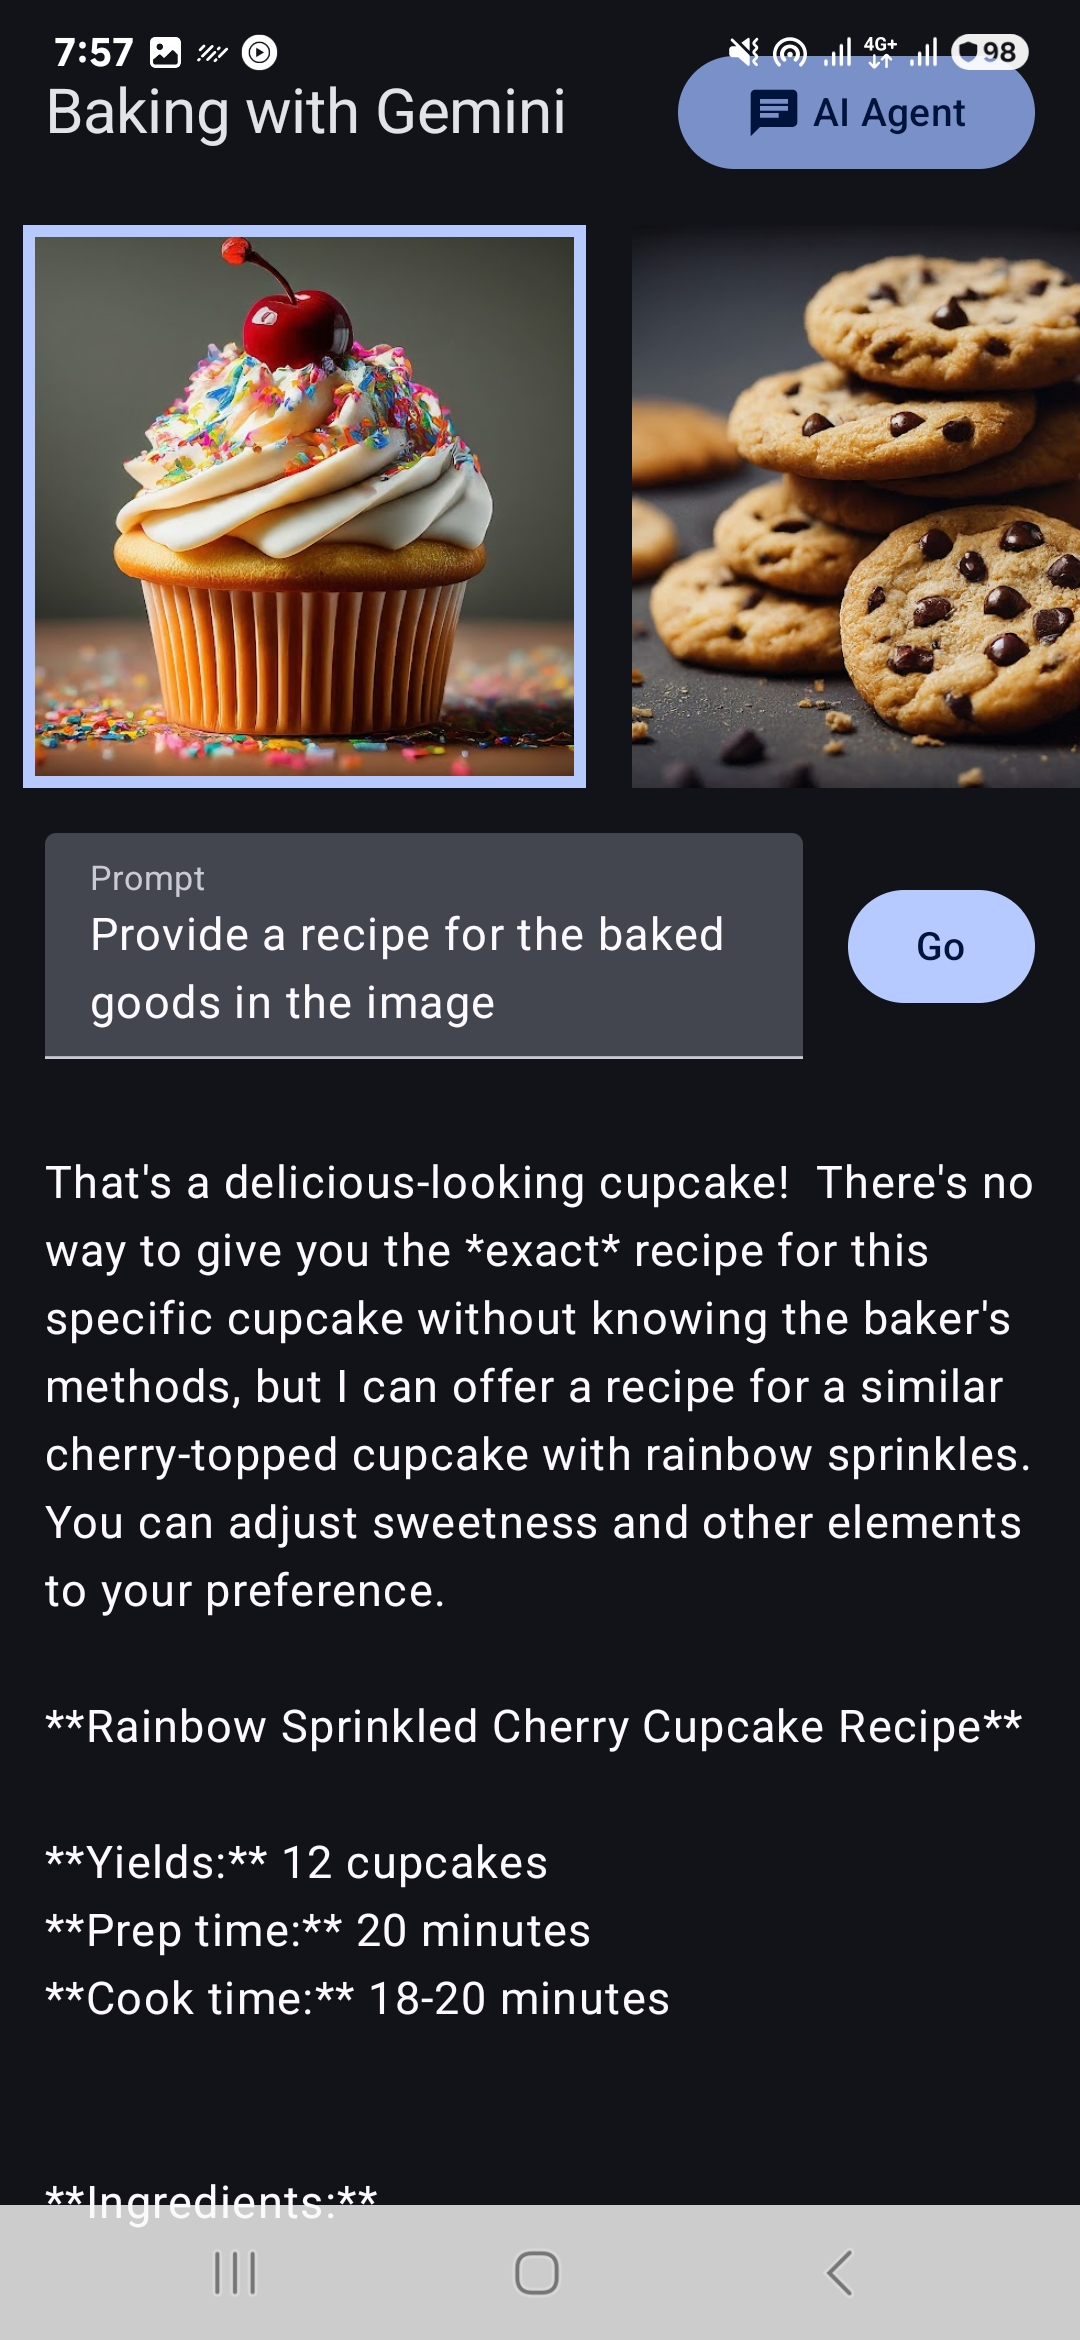 7:57
4G+
98
Baking with Gemini
AI Agent
Prompt
Provide a recipe for the baked
goods in the image
Go
That's a delicious-looking cupcake!  There's no
way to give you the *exact* recipe for this
specific cupcake without knowing the baker's
methods, but I can offer a recipe for a similar
cherry-topped cupcake with rainbow sprinkles.
You can adjust sweetness and other elements
to your preference.
**Rainbow Sprinkled Cherry Cupcake Recipe**
**Yields:** 12 cupcakes
**Prep time:** 20 minutes
**Cook time:** 18-20 minutes
**Ingredients:**